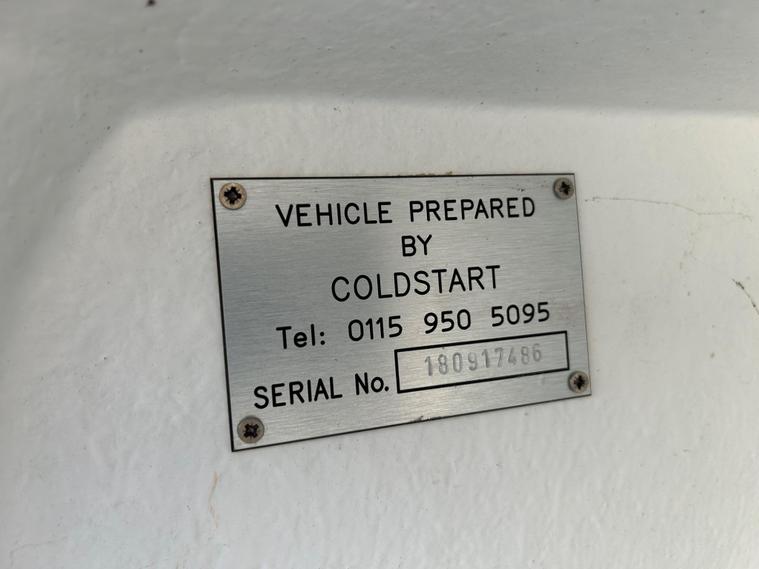 VEHICLE PREPARED
BY
COLDSTART
Tel: 0115 950 5095
SERIAL No. 180917486